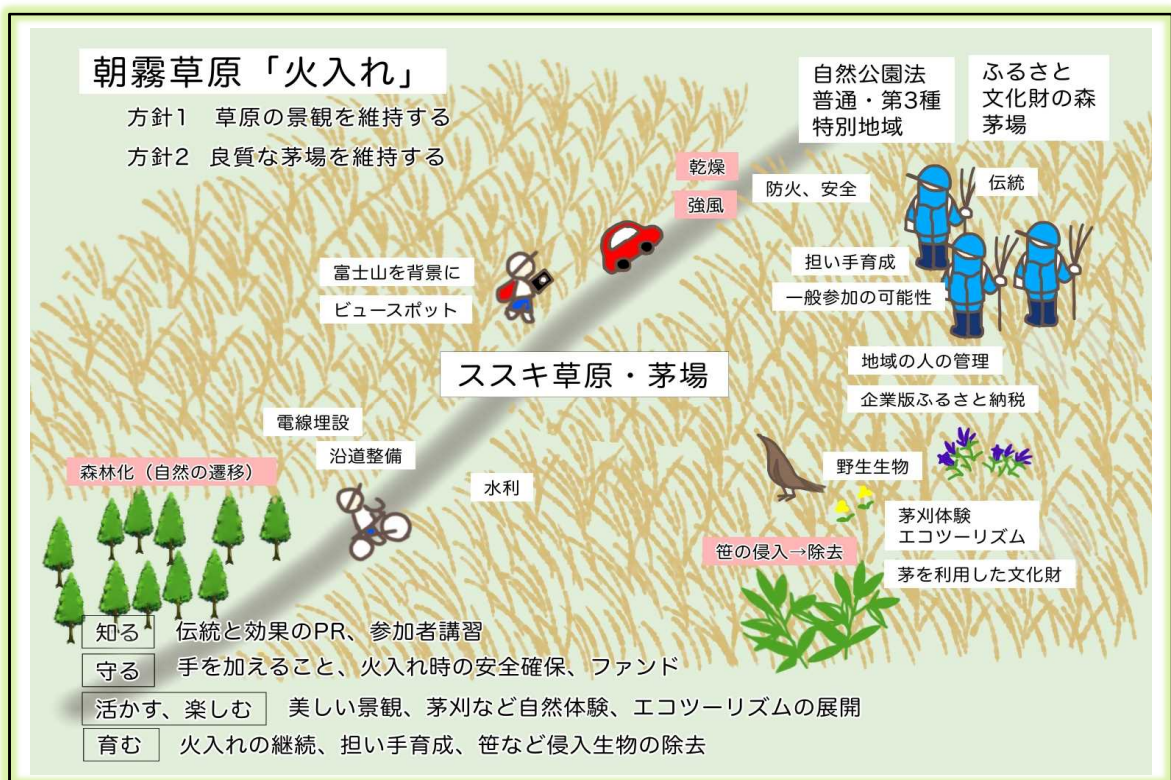 朝霧草原「火入れ」
方針1 草原の景観を維持する
方針2 良質な茅場を維持する
自然公園法
普通・第3種
特別地域
ふるさと
文化財の森
茅場
乾燥
強風
防火、安全
伝統
富士山を背景に
ビュースポット
担い手育成
一般参加の可能性
ススキ草原・茅場
地域の人の管理
企業版ふるさと納税
電線埋設
沿道整備
森林化（自然の遷移）
水利
野生生物
茅刈体験
エコツーリズム
笹の侵入→除去
茅を利用した文化財
知る 伝統と効果のPR、参加者講習
守る 手を加えること、火入れ時の安全確保、ファンド
活かす、楽しむ 美しい景観、茅刈など自然体験、エコツーリズムの展開
育む 火入れの継続、担い手育成、笹など侵入生物の除去